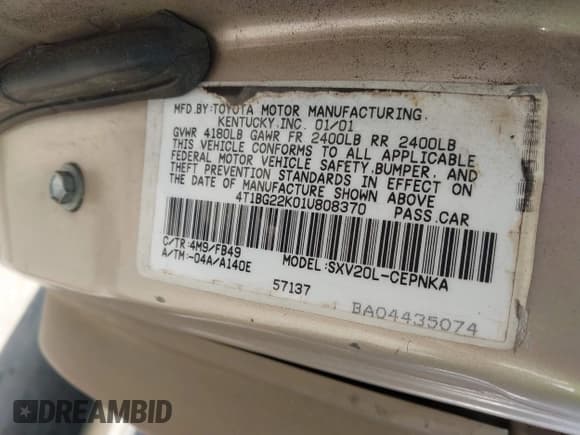 MFD.BY:TOYOTA MOTOR MANUFACTURING,
KENTUCKY,INC. 01/01
GVWR 4180LB GAWR FR 2400LB RR 2400LB
THIS VEHICLE CONFORMS TO ALL APPLICABLE
FEDERAL MOTOR VEHICLE SAFETY,BUMPER, AND
THEFT PREVENTION STANDARDS IN EFFECT ON
THE DATE OF MANUFACTURE SHOWN ABOVE
4T1BG22K01U808370 PASS.CAR
C/TR:4M9/FB49
A/TM:-04A/A140E MODEL:SXV20L-CEPNKA
57137
BA04435074
DREAMBID